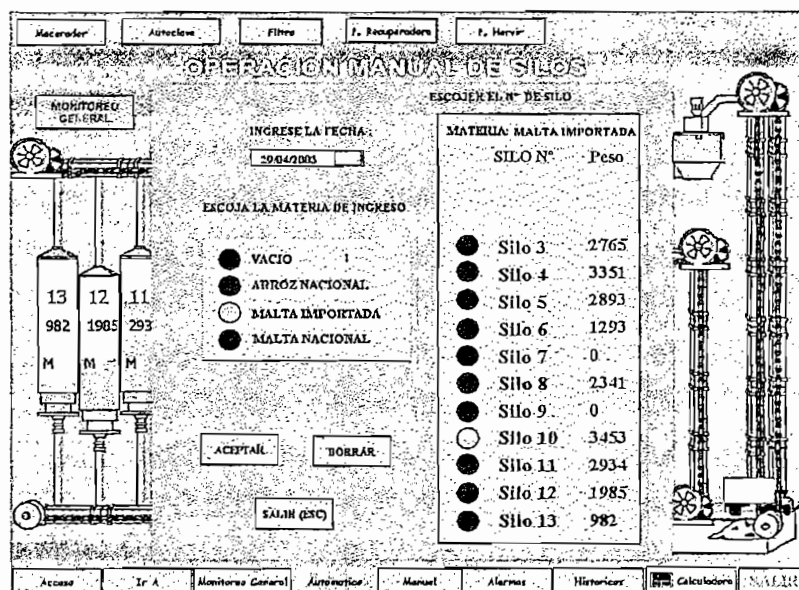 Macerador Autoclave Filtro P. Recuperadora P. Hervir
OPERACION MANUAL DE SILOS
MONITOREO
GENERAL
ESCOJER EL Nº DE SILO
INGRESE LA FECHA :
29/04/2003
MATERIA: MALTA IMPORTADA
SILO Nº Peso
ESCOJA LA MATERIA DE INGRESO
VACIO
ARROZ NACIONAL
MALTA IMPORTADA
MALTA NACIONAL
Silo 3 2765
Silo 4 3351
Silo 5 2893
Silo 6 1293
Silo 7 0
Silo 8 2341
Silo 9 0
Silo 10 3453
Silo 11 2934
Silo 12 1985
Silo 13 982
13 12 11
982 1985 293
M M M
ACEPTAR BORRAR
SALIR (ESC)
Acceso Ir A Monitoreo General Automatico Manual Alarmas Historicos Calculadora SALIR